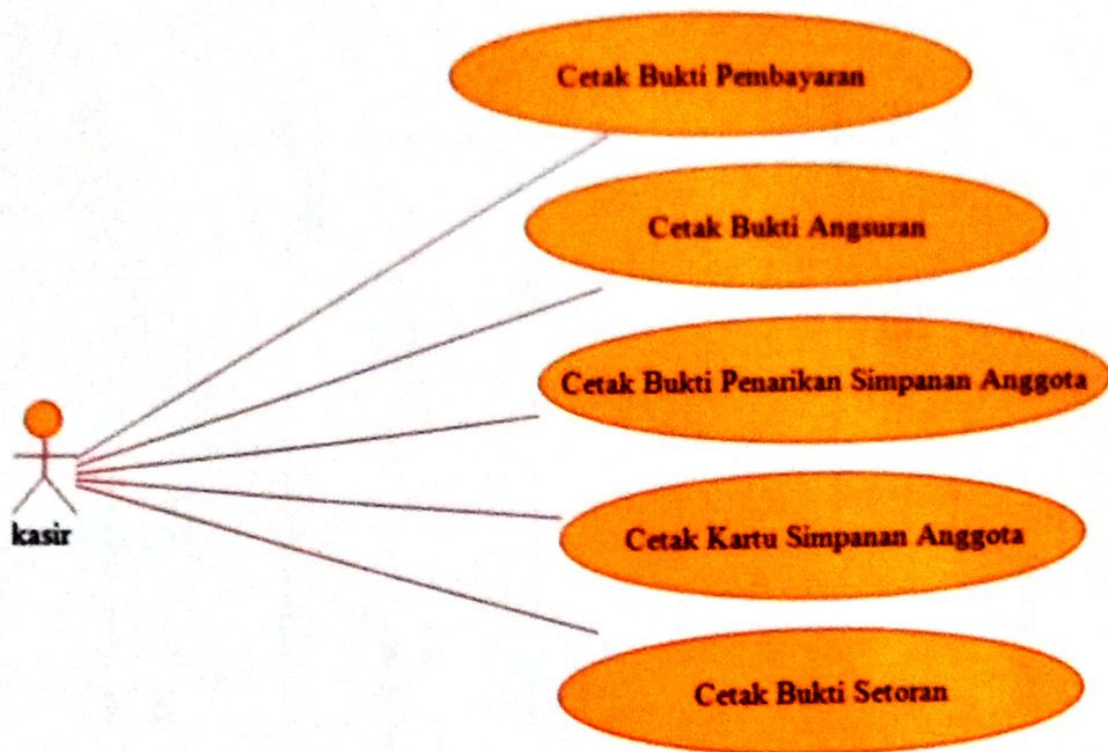 Cetak Bukti Pembayaran
Cetak Bukti Angsuran
Cetak Bukti Penarikan Simpanan Anggota
kasir
Cetak Kartu Simpanan Anggota
Cetak Bukti Setoran